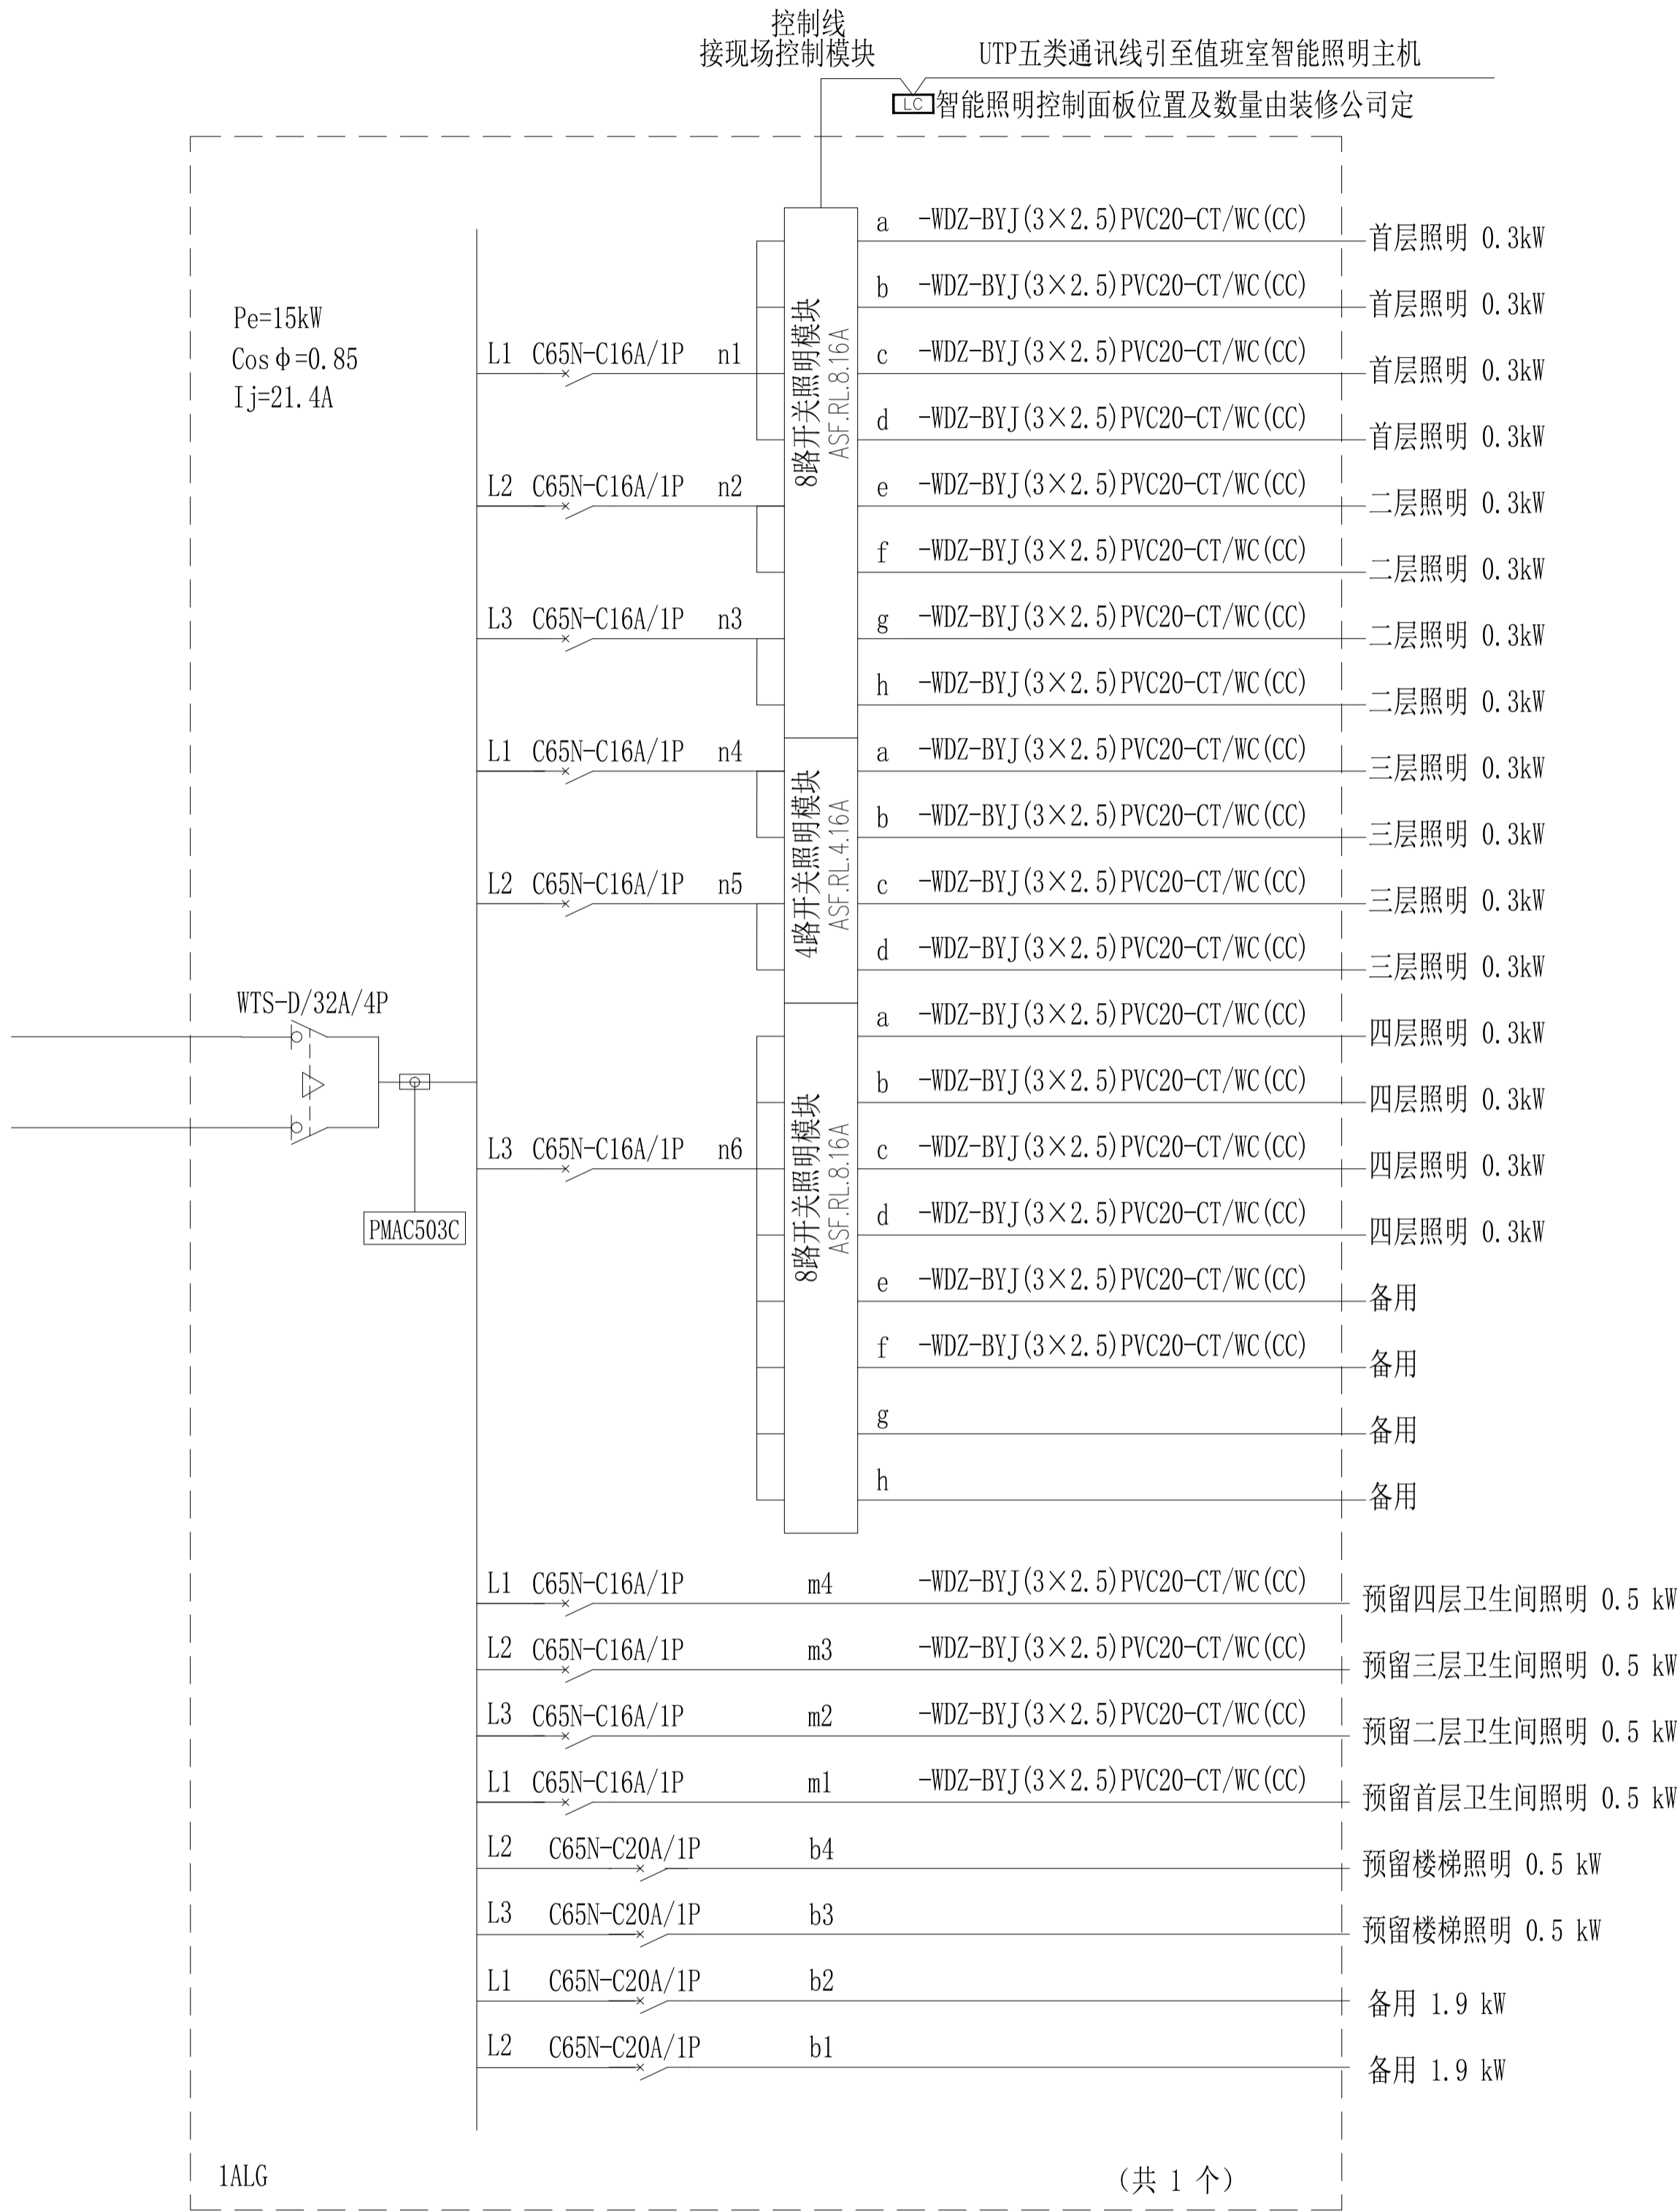 控制线
接现场控制模块
UTP五类通讯线引至值班室智能照明主机
LC 智能照明控制面板位置及数量由装修公司定
Pe=15kW
Cosφ=0.85
Ij=21.4A
WTS-D/32A/4P
PMAC503C
8路开关照明模块
ASF.RL.8.16A
4路开关照明模块
ASF.RL.4.16A
8路开关照明模块
ASF.RL.8.16A
a -WDZ-BYJ(3×2.5)PVC20-CT/WC(CC) 首层照明 0.3kW
b -WDZ-BYJ(3×2.5)PVC20-CT/WC(CC) 首层照明 0.3kW
L1 C65N-C16A/1P n1 c -WDZ-BYJ(3×2.5)PVC20-CT/WC(CC) 首层照明 0.3kW
d -WDZ-BYJ(3×2.5)PVC20-CT/WC(CC) 首层照明 0.3kW
L2 C65N-C16A/1P n2 e -WDZ-BYJ(3×2.5)PVC20-CT/WC(CC) 二层照明 0.3kW
f -WDZ-BYJ(3×2.5)PVC20-CT/WC(CC) 二层照明 0.3kW
L3 C65N-C16A/1P n3 g -WDZ-BYJ(3×2.5)PVC20-CT/WC(CC) 二层照明 0.3kW
h -WDZ-BYJ(3×2.5)PVC20-CT/WC(CC) 二层照明 0.3kW
L1 C65N-C16A/1P n4 a -WDZ-BYJ(3×2.5)PVC20-CT/WC(CC) 三层照明 0.3kW
b -WDZ-BYJ(3×2.5)PVC20-CT/WC(CC) 三层照明 0.3kW
L2 C65N-C16A/1P n5 c -WDZ-BYJ(3×2.5)PVC20-CT/WC(CC) 三层照明 0.3kW
d -WDZ-BYJ(3×2.5)PVC20-CT/WC(CC) 三层照明 0.3kW
a -WDZ-BYJ(3×2.5)PVC20-CT/WC(CC) 四层照明 0.3kW
b -WDZ-BYJ(3×2.5)PVC20-CT/WC(CC) 四层照明 0.3kW
L3 C65N-C16A/1P n6 c -WDZ-BYJ(3×2.5)PVC20-CT/WC(CC) 四层照明 0.3kW
d -WDZ-BYJ(3×2.5)PVC20-CT/WC(CC) 四层照明 0.3kW
e -WDZ-BYJ(3×2.5)PVC20-CT/WC(CC) 备用
f -WDZ-BYJ(3×2.5)PVC20-CT/WC(CC) 备用
g 备用
h 备用
L1 C65N-C16A/1P m4 -WDZ-BYJ(3×2.5)PVC20-CT/WC(CC) 预留四层卫生间照明 0.5 kW
L2 C65N-C16A/1P m3 -WDZ-BYJ(3×2.5)PVC20-CT/WC(CC) 预留三层卫生间照明 0.5 kW
L3 C65N-C16A/1P m2 -WDZ-BYJ(3×2.5)PVC20-CT/WC(CC) 预留二层卫生间照明 0.5 kW
L1 C65N-C16A/1P m1 -WDZ-BYJ(3×2.5)PVC20-CT/WC(CC) 预留首层卫生间照明 0.5 kW
L2 C65N-C20A/1P b4 预留楼梯照明 0.5 kW
L3 C65N-C20A/1P b3 预留楼梯照明 0.5 kW
L1 C65N-C20A/1P b2 备用 1.9 kW
L2 C65N-C20A/1P b1 备用 1.9 kW
1ALG (共 1 个)